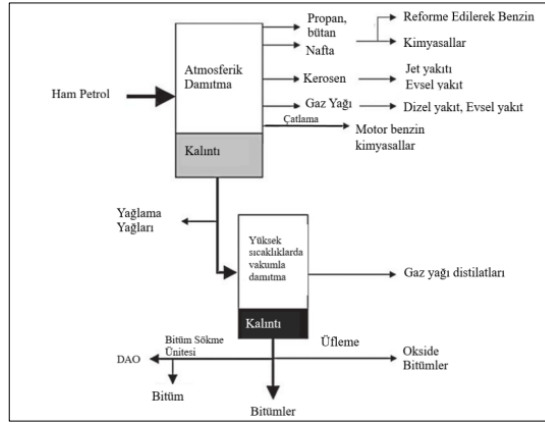 Propan,
bütan
Nafta
Reforme Edilerek Benzin
Kimyasallar
Atmosferik
Damıtma
Ham Petrol
Kerosen
Jet yakıtı
Evsel yakıt
Gaz Yağı
Dizel yakıt, Evsel yakıt
Çatlama
Motor benzin
kimyasallar
Kalıntı
Yağlama
Yağları
Yüksek
sıcaklıklarda
vakumla
damıtma
Gaz yağı distilatları
Kalıntı
Bitüm Sökme
Ünitesi
Üfleme
DAO
Okside
Bitümler
Bitüm
Bitümler